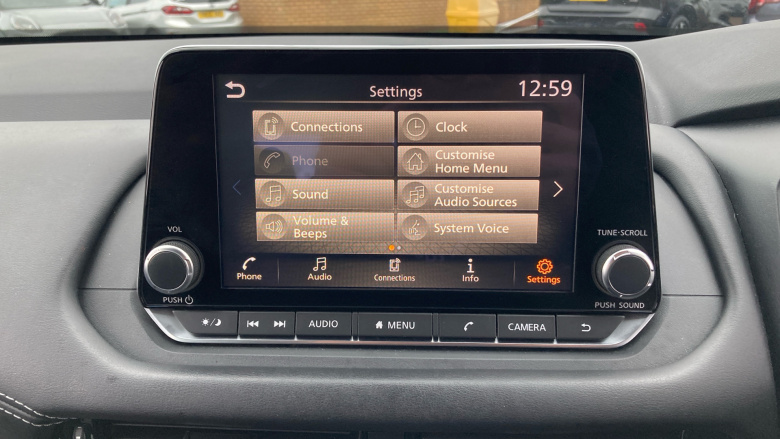 Settings
12:59
Connections
Clock
Phone
Customise
Home Menu
Sound
Customise
Audio Sources
Volume &
Beeps
System Voice
Phone
Audio
Connections
Info
Settings
VOL
PUSH
TUNE·SCROLL
PUSH SOUND
AUDIO
MENU
CAMERA